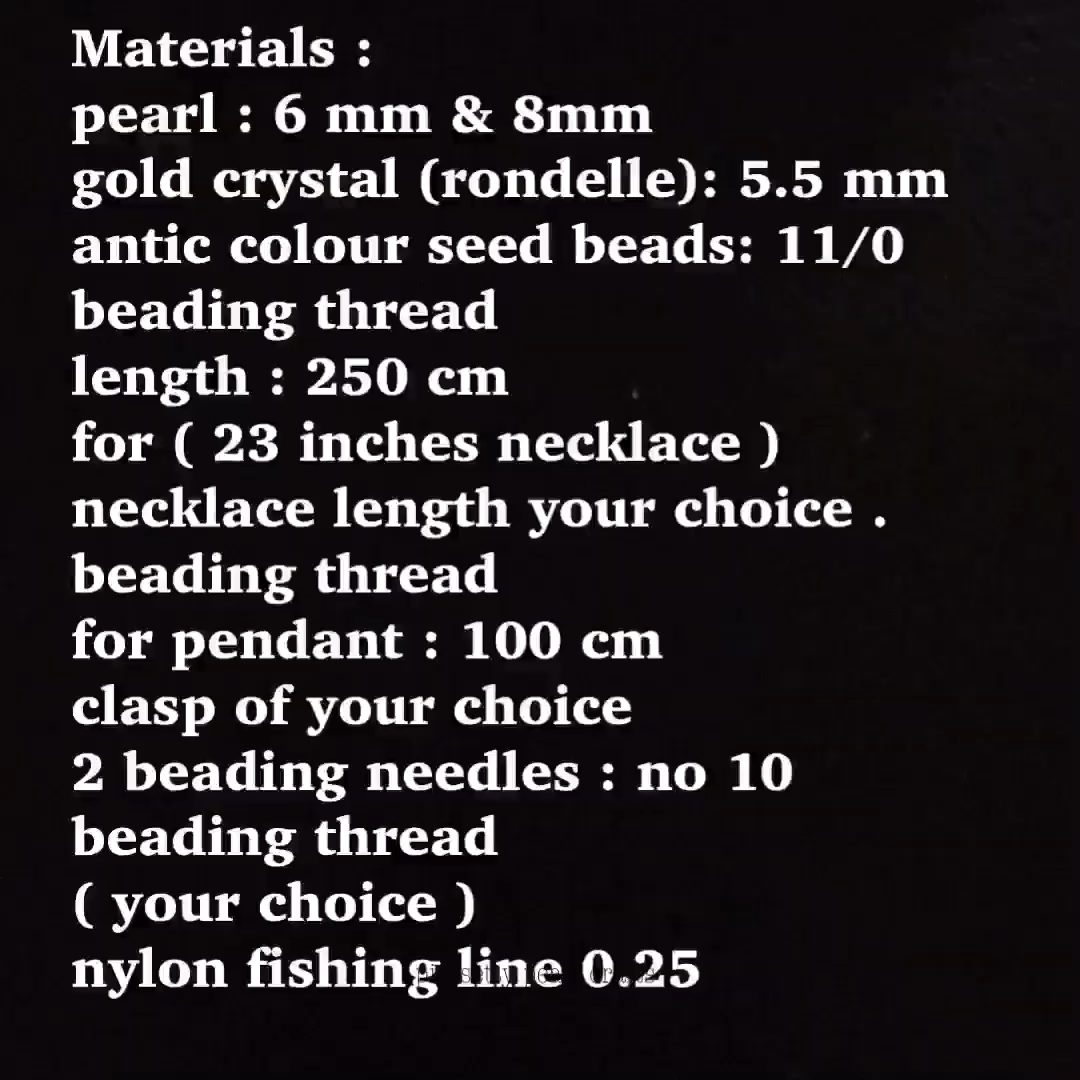 Materials :
pearl : 6 mm & 8mm
gold crystal (rondelle): 5.5 mm
antic colour seed beads: 11/0
beading thread
length : 250 cm
for ( 23 inches necklace )
necklace length your choice .
beading thread
for pendant : 100 cm
clasp of your choice
2 beading needles : no 10
beading thread
( your choice )
nylon fishing line 0.25